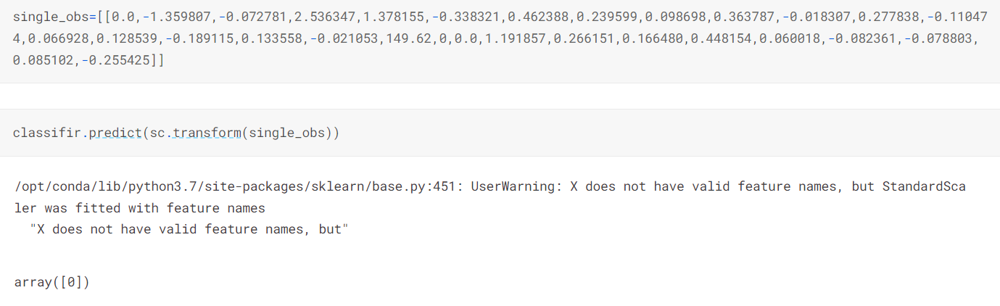 single_obs=[[0.0,-1.359807,-0.072781,2.536347,1.378155,-0.338321,0.462388,0.239599,0.098698,0.363787,-0.018307,0.277838,-0.11047
4,0.066928,0.128539,-0.189115,0.133558,-0.021053,149.62,0,0.0,1.191857,0.266151,0.166480,0.448154,0.060018,-0.082361,-0.078803,
0.085102,-0.255425]]
classifir.predict(sc.transform(single_obs))
/opt/conda/lib/python3.7/site-packages/sklearn/base.py:451: UserWarning: X does not have valid feature names, but StandardSca
ler was fitted with feature names
  "X does not have valid feature names, but"
array([0])